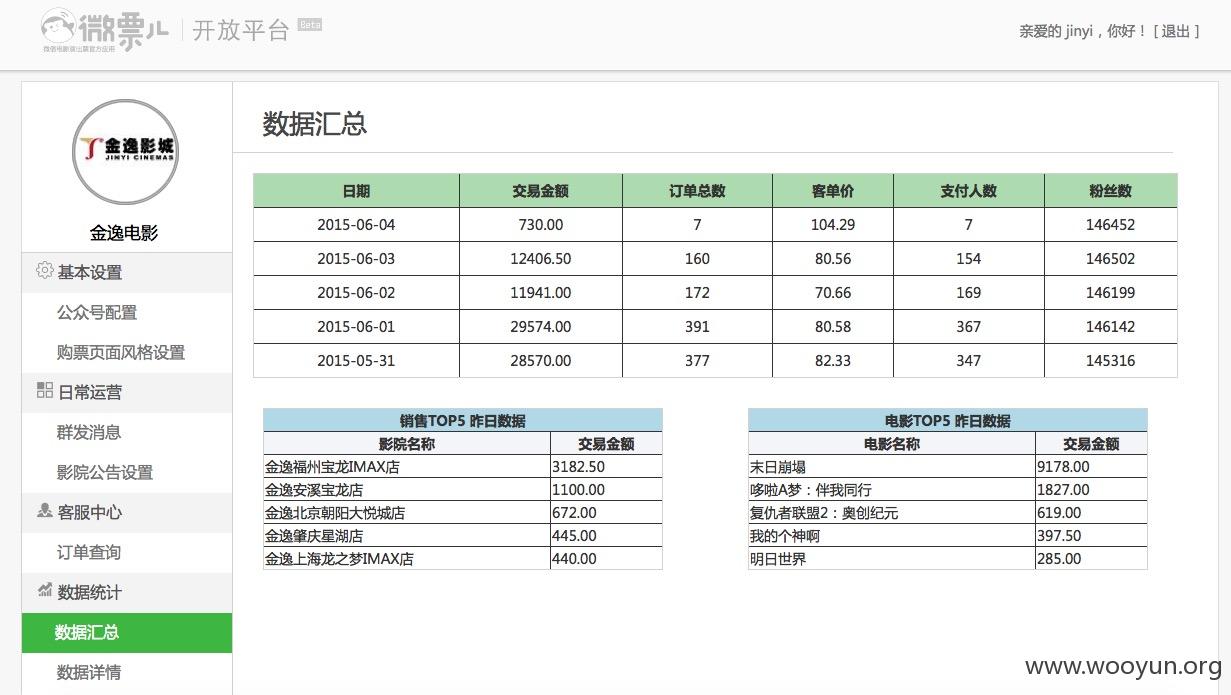 微票儿 开放平台 Beta
微信电影演出票官方应用
亲爱的 jinyi，你好！ [ 退出 ]
金逸影城
JINYI CINEMAS
金逸电影
基本设置
公众号配置
购票页面风格设置
日常运营
群发消息
影院公告设置
客服中心
订单查询
数据统计
数据汇总
数据详情
数据汇总
日期 交易金额 订单总数 客单价 支付人数 粉丝数
2015-06-04 730.00 7 104.29 7 146452
2015-06-03 12406.50 160 80.56 154 146502
2015-06-02 11941.00 172 70.66 169 146199
2015-06-01 29574.00 391 80.58 367 146142
2015-05-31 28570.00 377 82.33 347 145316
销售TOP5 昨日数据
影院名称 交易金额
金逸福州宝龙IMAX店 3182.50
金逸安溪宝龙店 1100.00
金逸北京朝阳大悦城店 672.00
金逸肇庆星湖店 445.00
金逸上海龙之梦IMAX店 440.00
电影TOP5 昨日数据
电影名称 交易金额
末日崩塌 9178.00
哆啦A梦：伴我同行 1827.00
复仇者联盟2：奥创纪元 619.00
我的个神啊 397.50
明日世界 285.00
www.wooyun.org